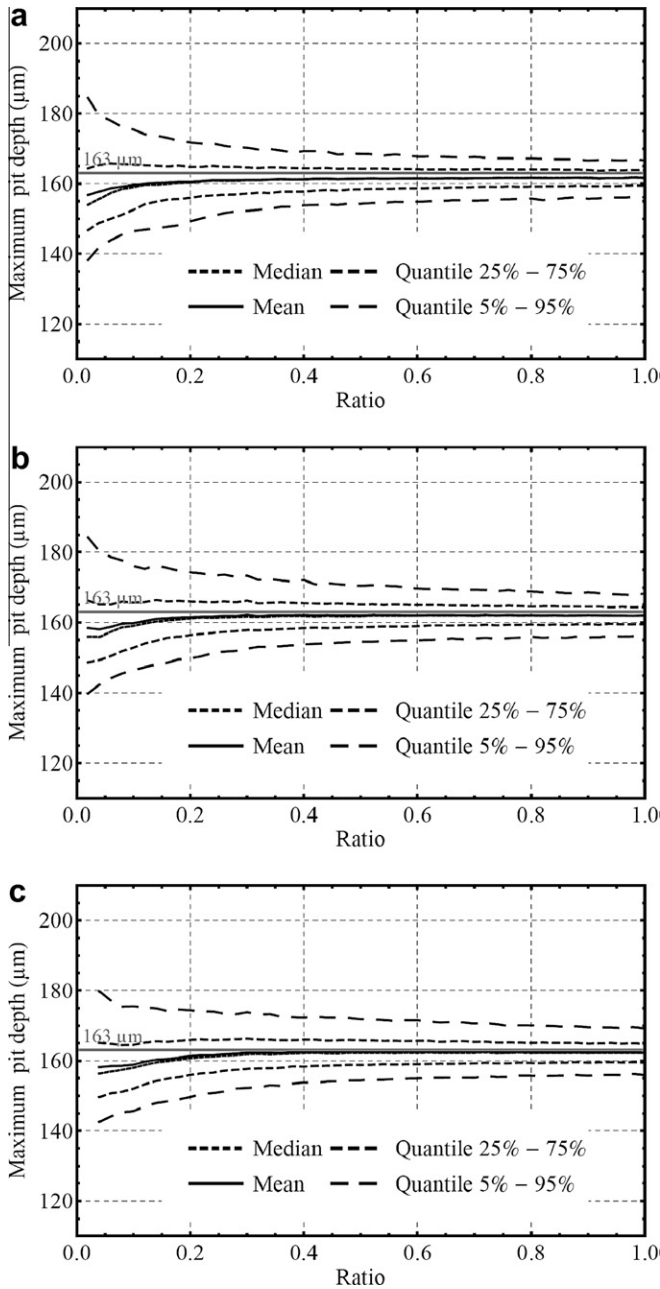 a
200
180
163 µm
160
140
120
Maximum pit depth (µm)
Median
Quantile 25% – 75%
Mean
Quantile 5% – 95%
0.0 0.2 0.4 0.6 0.8 1.0
Ratio
b
200
180
163 µm
160
140
120
Maximum pit depth (µm)
Median
Quantile 25% – 75%
Mean
Quantile 5% – 95%
0.0 0.2 0.4 0.6 0.8 1.0
Ratio
c
200
180
163 µm
160
140
120
Maximum pit depth (µm)
Median
Quantile 25% – 75%
Mean
Quantile 5% – 95%
0.0 0.2 0.4 0.6 0.8 1.0
Ratio